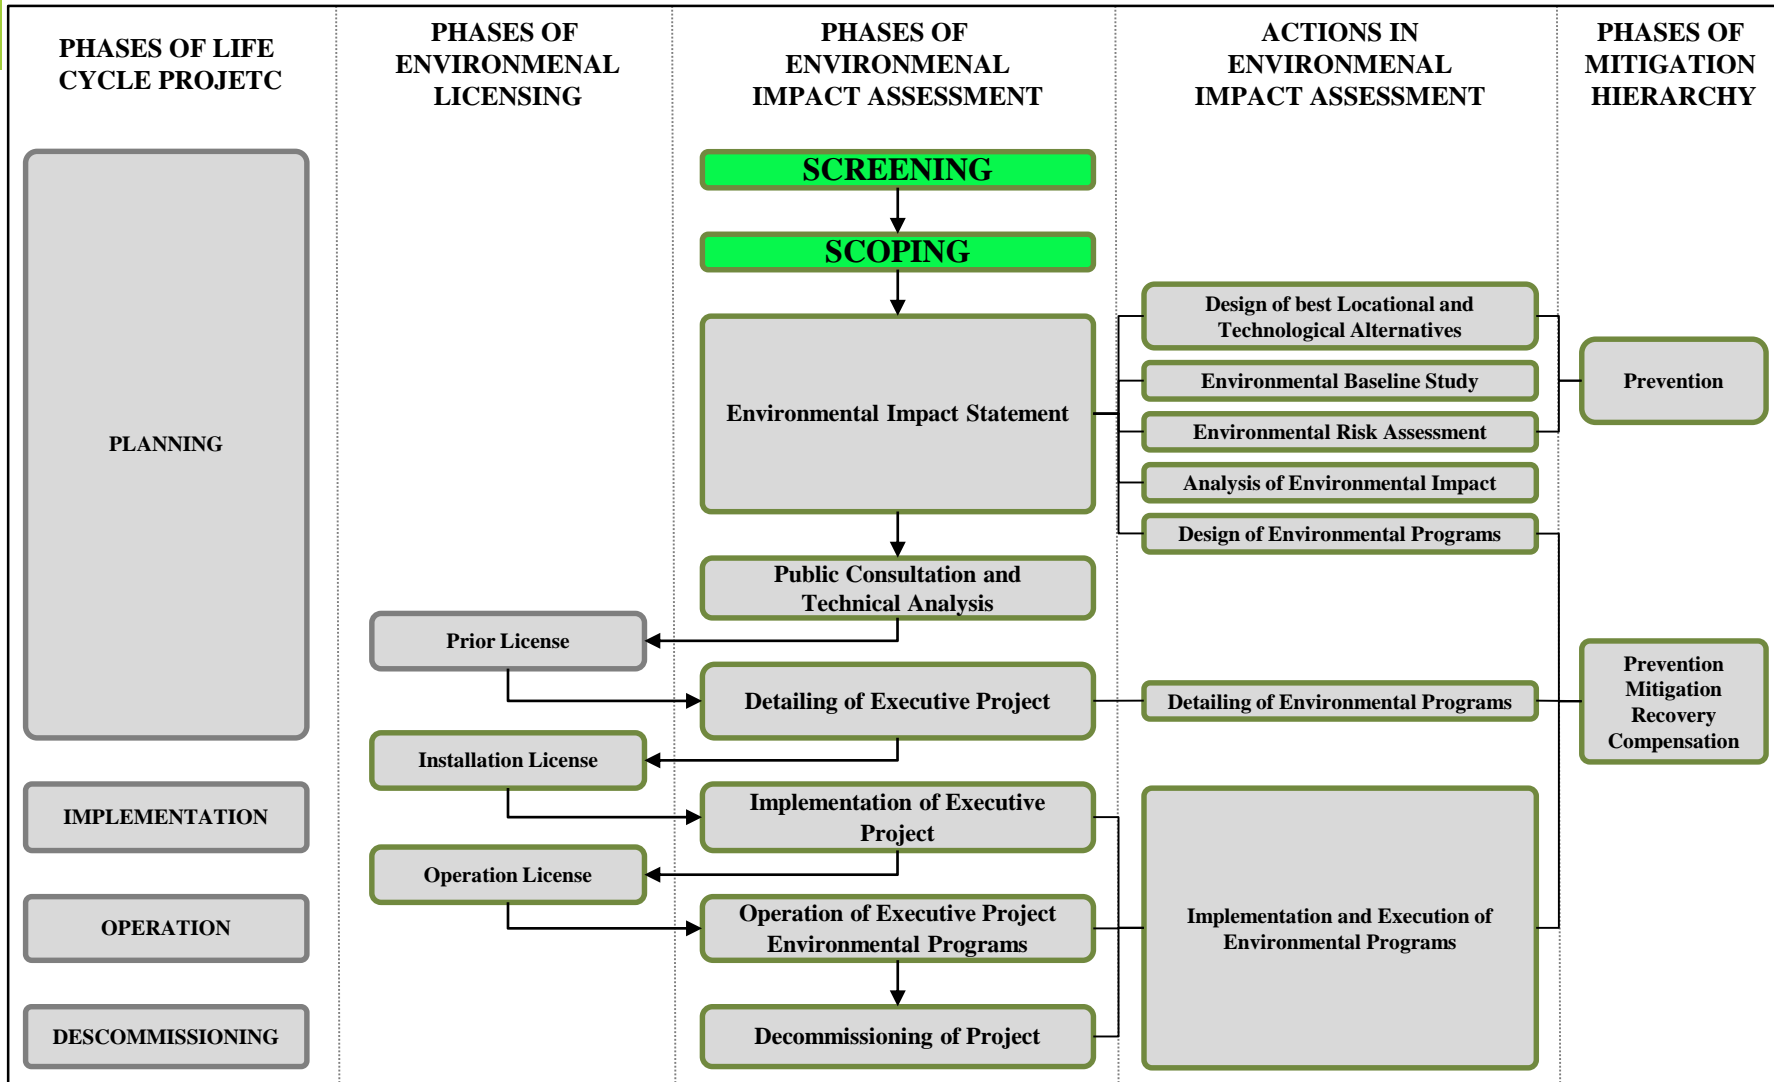 PHASES OF LIFE
CYCLE PROJETC
PHASES OF
ENVIRONMENAL
LICENSING
PHASES OF
ENVIRONMENAL
IMPACT ASSESSMENT
ACTIONS IN
ENVIRONMENAL
IMPACT ASSESSMENT
PHASES OF
MITIGATION
HIERARCHY
PLANNING
IMPLEMENTATION
OPERATION
DESCOMMISSIONING
Prior License
Installation License
Operation License
SCREENING
SCOPING
Environmental Impact Statement
Public Consultation and
Technical Analysis
Detailing of Executive Project
Implementation of Executive
Project
Operation of Executive Project
Environmental Programs
Decommissioning of Project
Design of best Locational and
Technological Alternatives
Environmental Baseline Study
Environmental Risk Assessment
Analysis of Environmental Impact
Design of Environmental Programs
Detailing of Environmental Programs
Implementation and Execution of
Environmental Programs
Prevention
Prevention
Mitigation
Recovery
Compensation